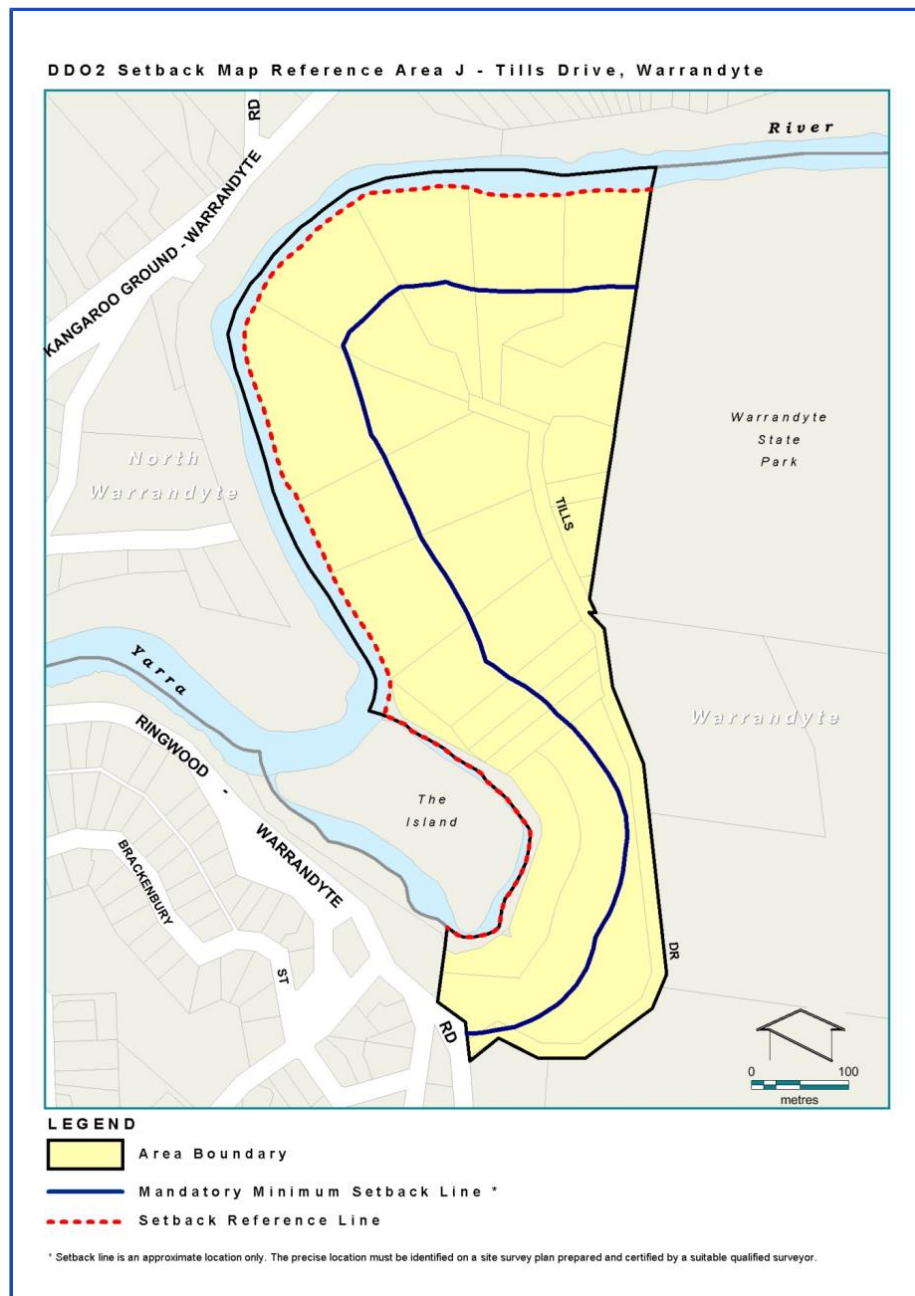 DDO2 Setback Map Reference Area J - Tills Drive, Warrandyte
RD
River
KANGAROO GROUND - WARRANDYTE
Warrandyte
State
Park
North
Warrandyte
TILLS
Yarra
Warrandyte
RINGWOOD - WARRANDYTE
The
Island
BRACKENBURY
ST
DR
RD
0 100
metres
LEGEND
Area Boundary
Mandatory Minimum Setback Line *
Setback Reference Line
* Setback line is an approximate location only. The precise location must be identified on a site survey plan prepared and certified by a suitable qualified surveyor.